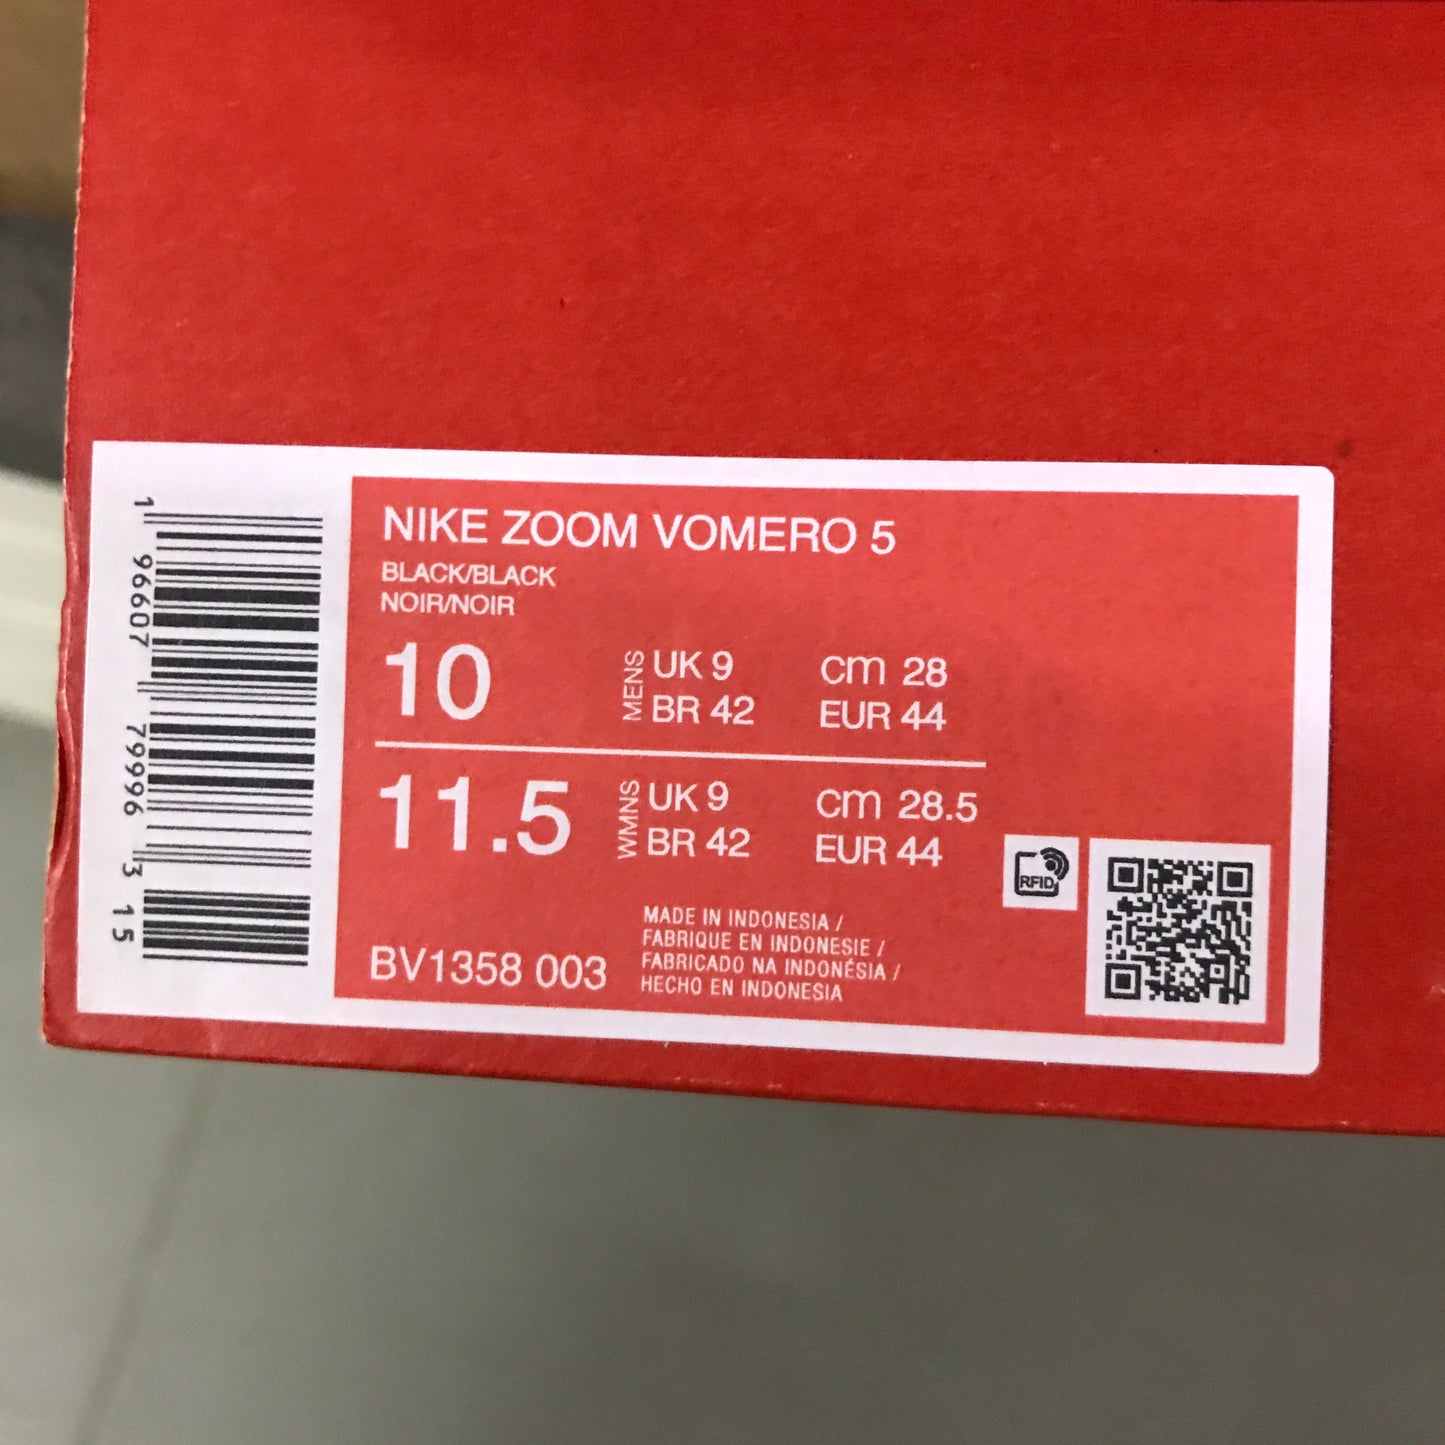 1 96607 79996 3 15
NIKE ZOOM VOMERO 5
BLACK/BLACK
NOIR/NOIR
10 MENS UK 9 CM 28
BR 42 EUR 44
11.5 WMNS UK 9 CM 28.5
BR 42 EUR 44
RFID
BV1358 003
MADE IN INDONESIA /
FABRIQUE EN INDONESIE /
FABRICADO NA INDONÉSIA /
HECHO EN INDONESIA